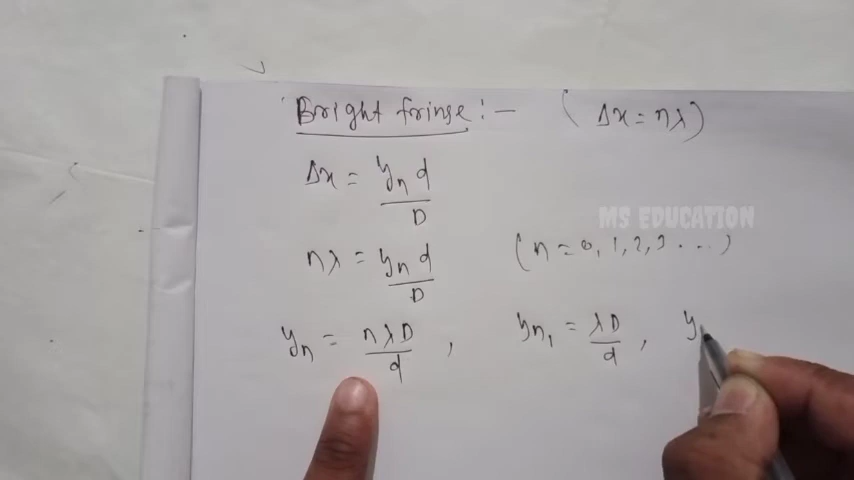 Bright fringe :- (Δx = nλ)
Δx = yₙ d / D
MS EDUCATION
nλ = yₙ d / D (n = 0, 1, 2, 3 ...)
yₙ = nλD / d , yn₁ = λD / d , y